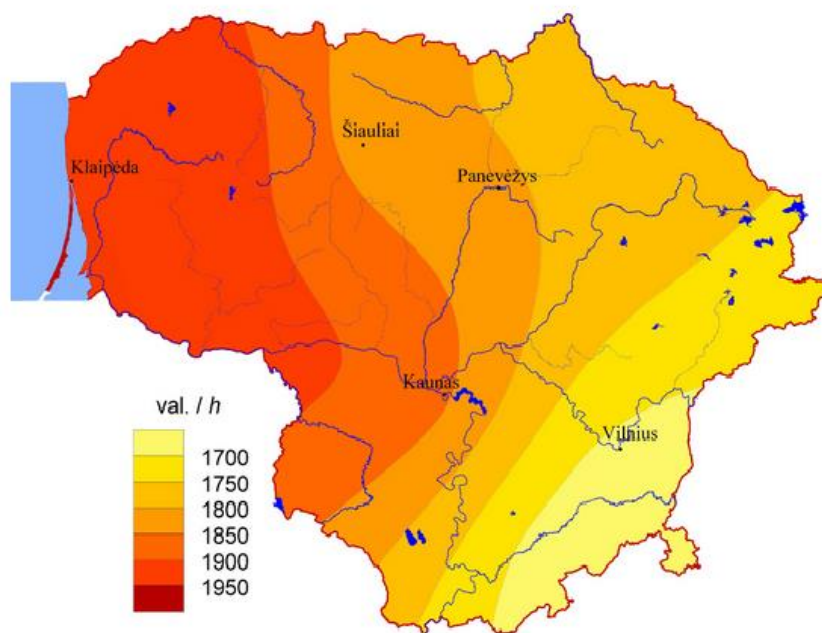 Šiauliai
Klaipėda
Panevėžys
Kaunas
val. / h
Vilnius
1700
1750
1800
1850
1900
1950